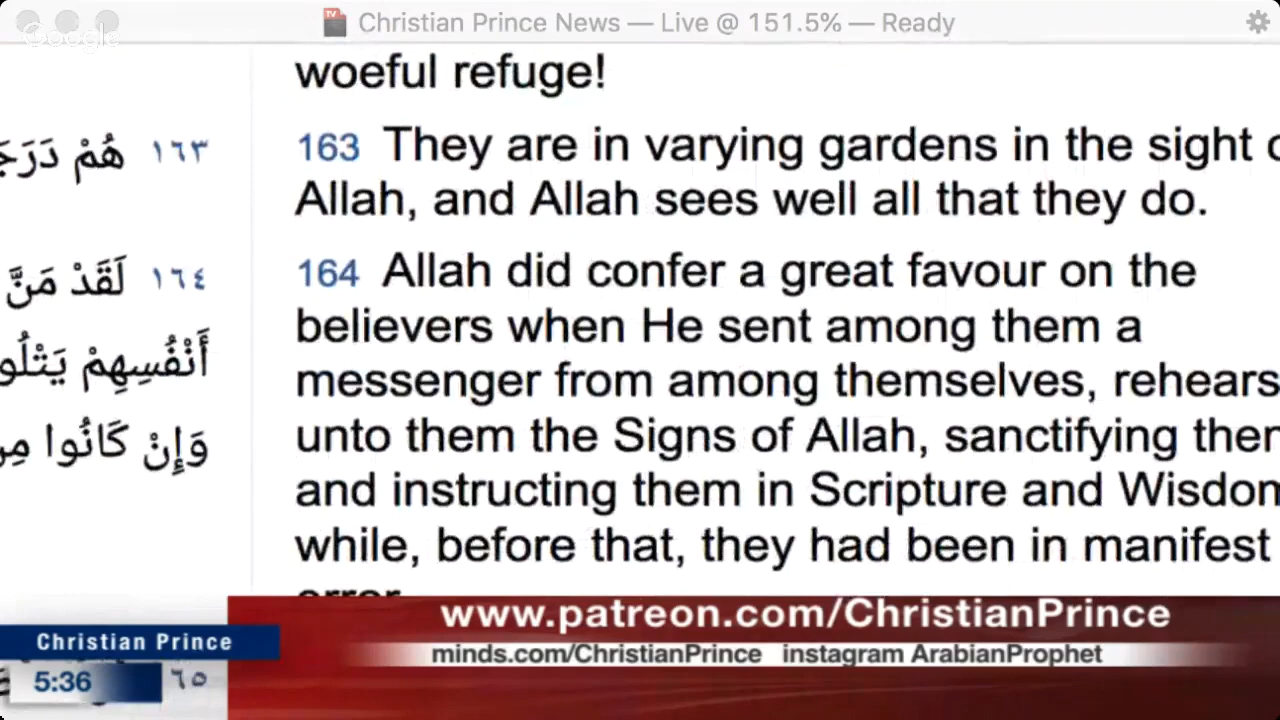 Christian Prince News — Live @ 151.5% — Ready
Google
TV
woeful refuge!
163 They are in varying gardens in the sight
Allah, and Allah sees well all that they do.
١٦٣ هُمْ
164 Allah did confer a great favour on the
believers when He sent among them a
messenger from among themselves,
unto them the Signs of Allah, sanctifying
and instructing them in Scripture and
while, before that, they had been in manifest
١٦٤ لَقَدْ مَنَّ
أَنْفُسِهِمْ
وَإِنْ كَانُوا
www.patreon.com/ChristianPrince
Christian Prince
minds.com/ChristianPrince instagram ArabianProphet
5:36